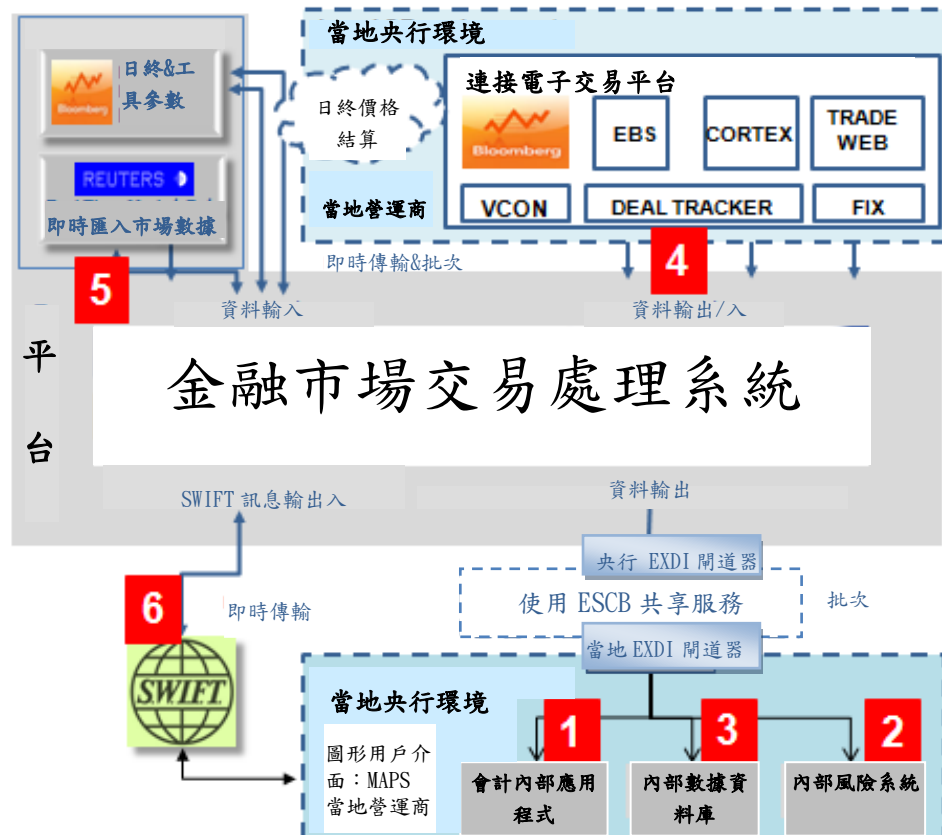 當地央行環境
日終&工
具參數
Bloomberg
連接電子交易平台
日終價格
結算
Bloomberg
EBS
CORTEX
TRADE
WEB
REUTERS
即時匯入市場數據
當地營運商
VCON
DEAL TRACKER
FIX
即時傳輸&批次
5
4
資料輸入
資料輸出/入
平
台
金融市場交易處理系統
SWIFT 訊息輸出入
資料輸出
央行 EXDI 閘道器
6
即時傳輸
使用 ESCB 共享服務
批次
當地 EXDI 閘道器
SWIFT
當地央行環境
1
3
2
圖形用戶介
面：MAPS
當地營運商
會計內部應用
程式
內部數據資
料庫
內部風險系統